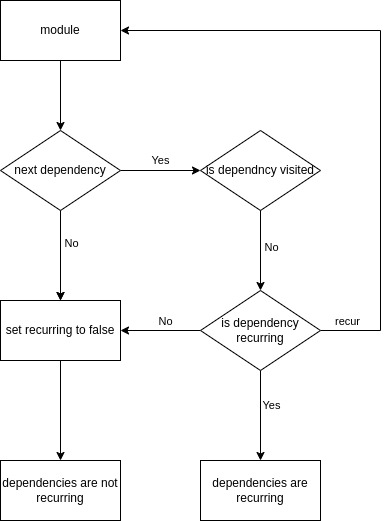 module
next dependency
Yes
is dependncy visited
No
No
set recurring to false
No
is dependency
recurring
recur
Yes
dependencies are not
recurring
dependencies are
recurring